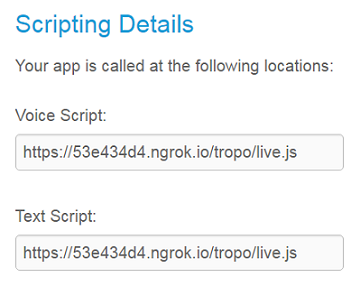 Scripting Details
Your app is called at the following locations:
Voice Script:
https://53e434d4.ngrok.io/tropo/live.js
Text Script:
https://53e434d4.ngrok.io/tropo/live.js